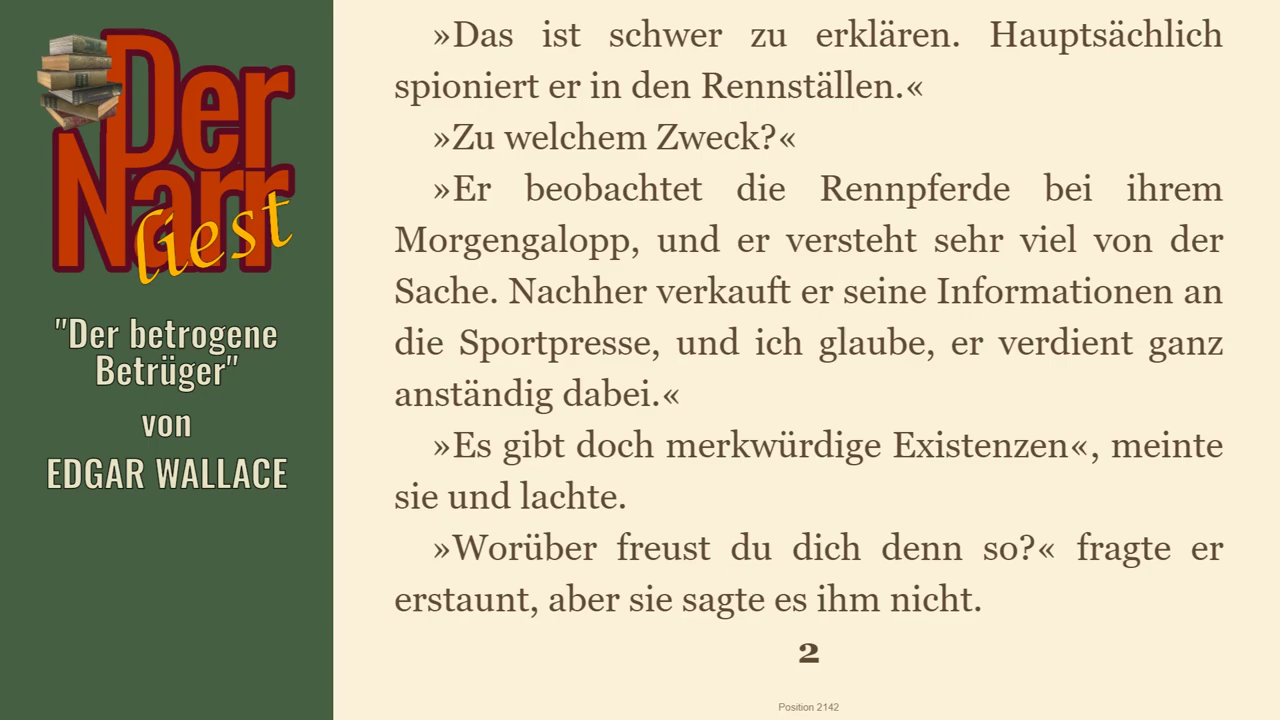 Der
Narr
liest
"Der betrogene
Betrüger"
von
EDGAR WALLACE
»Das ist schwer zu erklären. Hauptsächlich
spioniert er in den Rennställen.«
»Zu welchem Zweck?«
»Er beobachtet die Rennpferde bei ihrem
Morgengalopp, und er versteht sehr viel von der
Sache. Nachher verkauft er seine Informationen an
die Sportpresse, und ich glaube, er verdient ganz
anständig dabei.«
»Es gibt doch merkwürdige Existenzen«, meinte
sie und lachte.
»Worüber freust du dich denn so?« fragte er
erstaunt, aber sie sagte es ihm nicht.
2
Position 2142